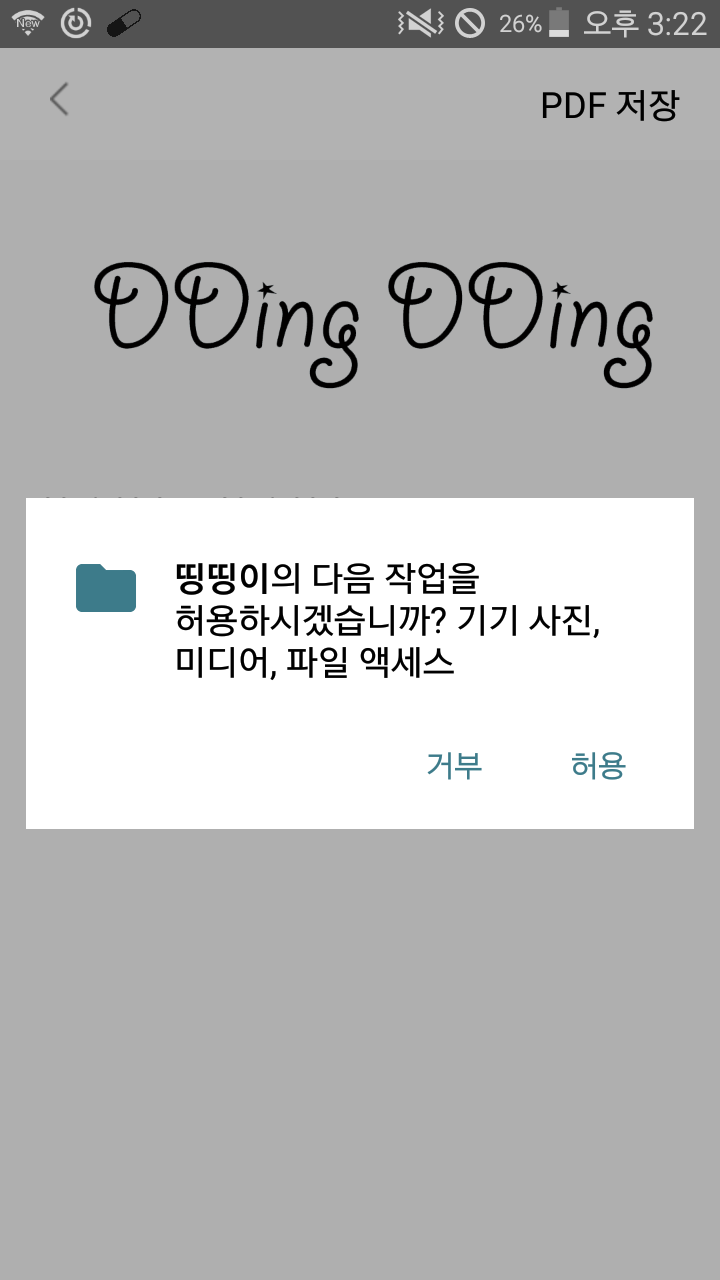 New 26% 오후 3:22
PDF 저장
DDing DDing
띵띵이의 다음 작업을
허용하시겠습니까? 기기 사진,
미디어, 파일 액세스
거부 허용